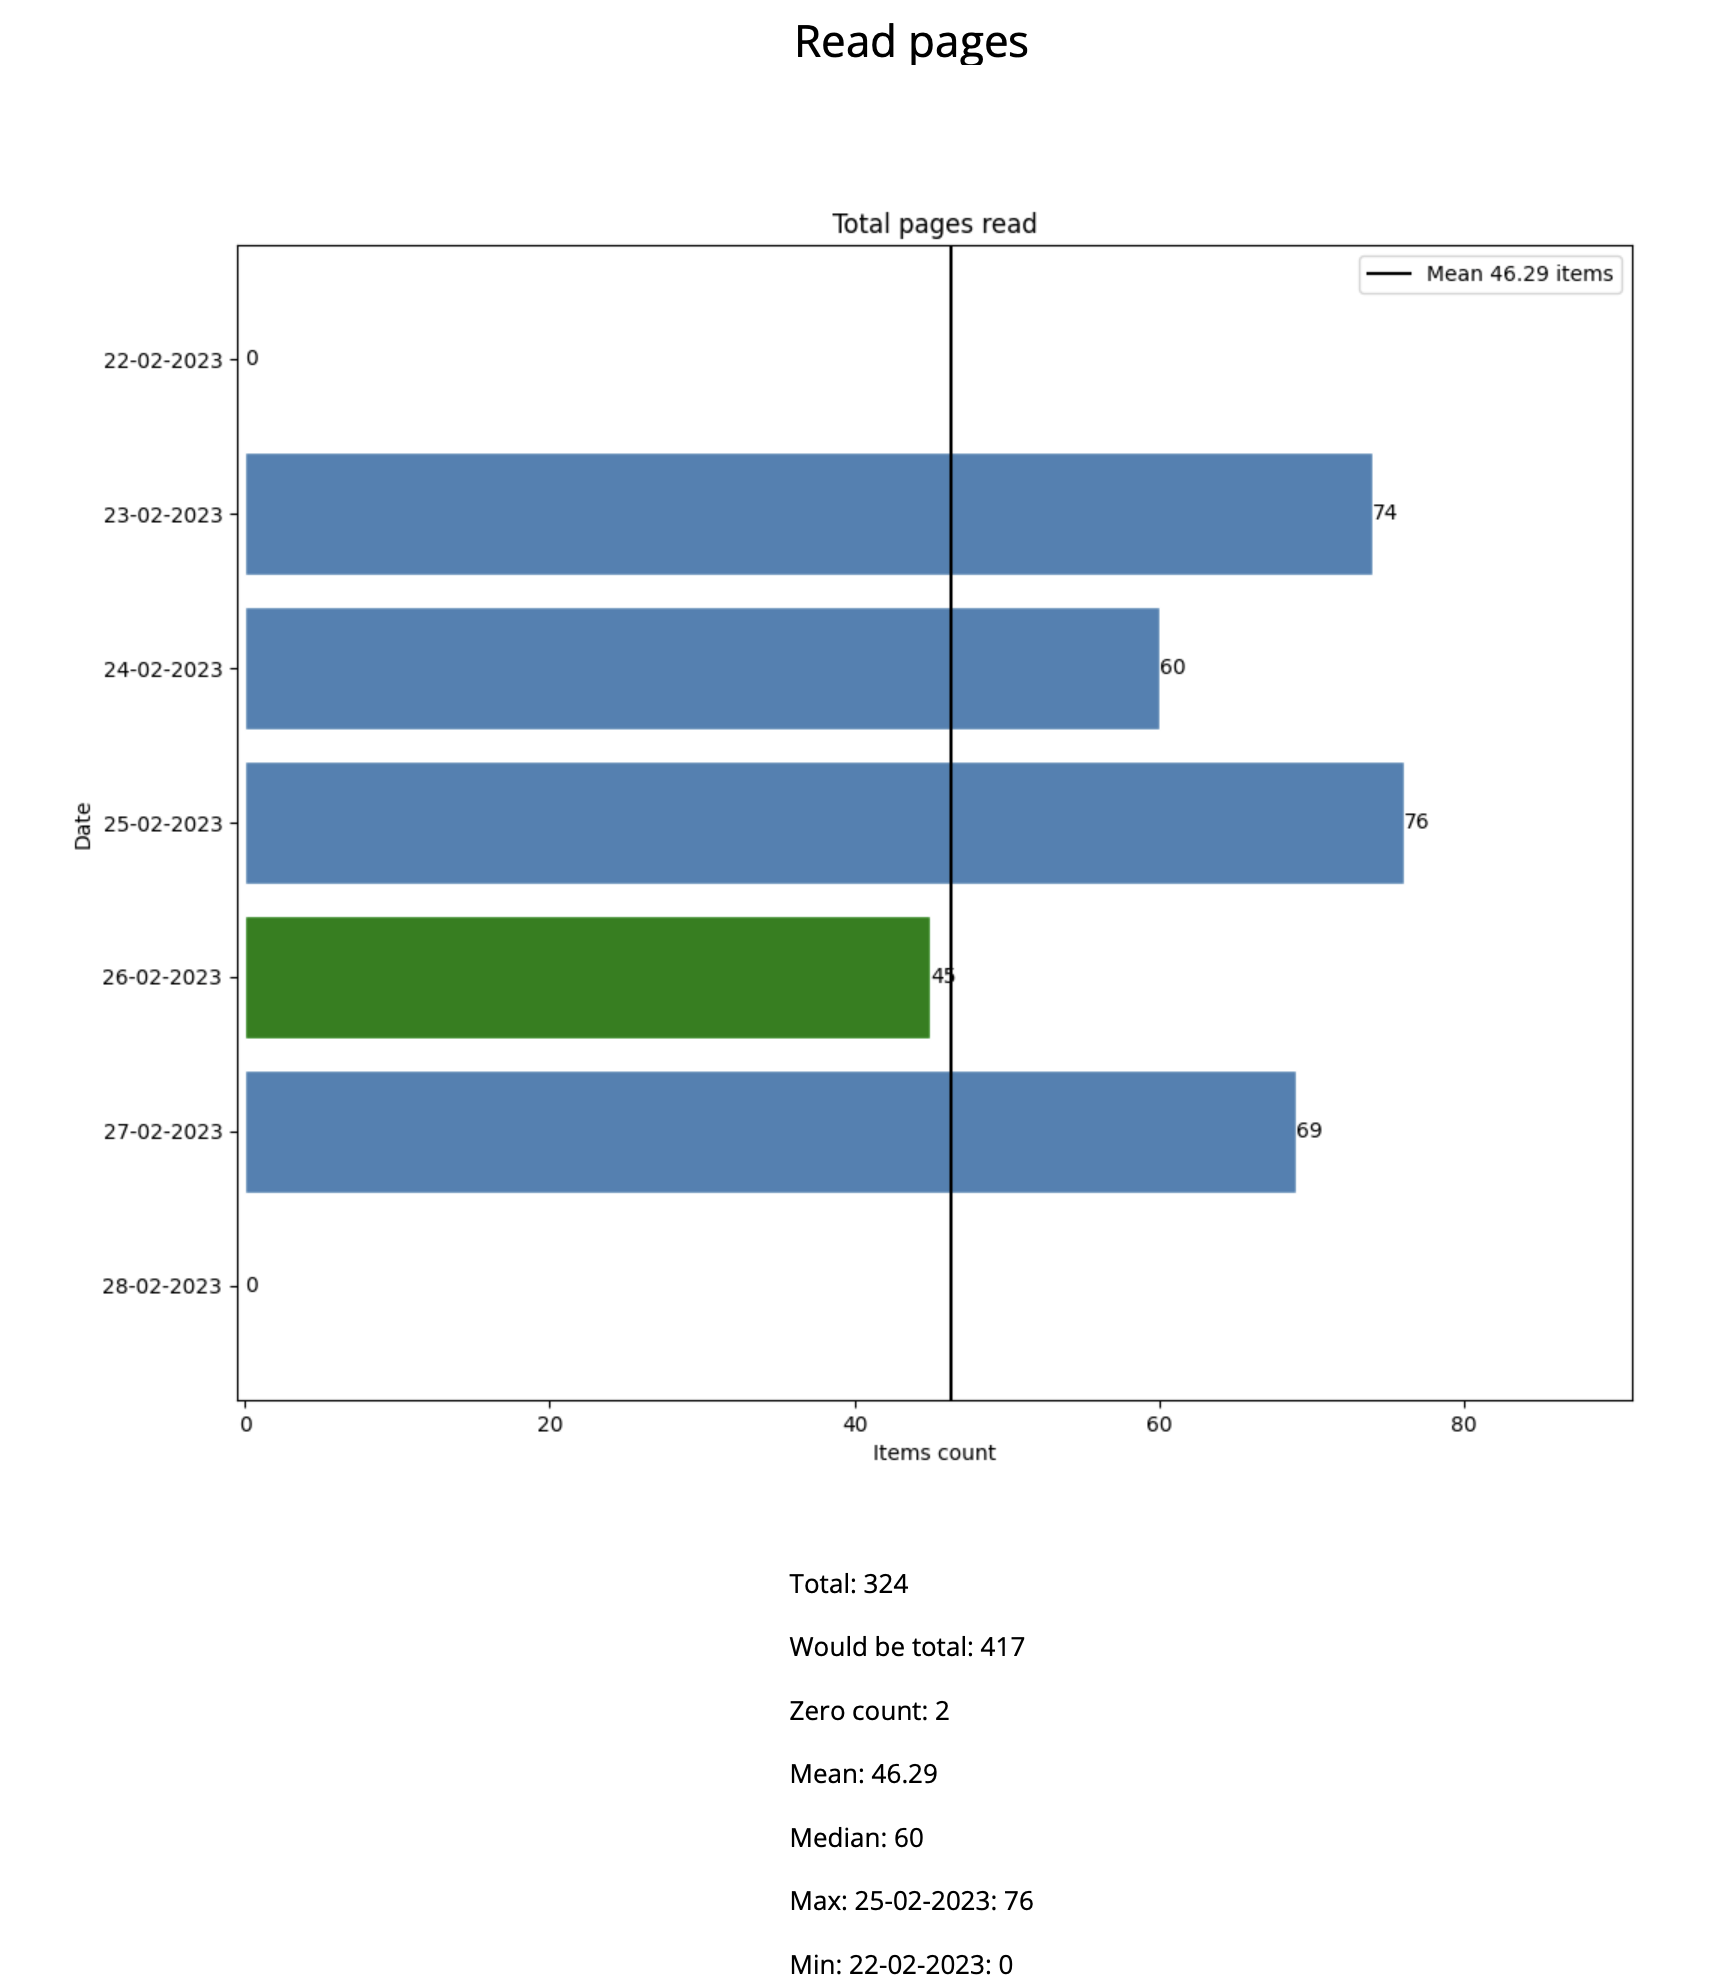 Read pages
Total pages read
Mean 46.29 items
22-02-2023 0
23-02-2023 74
24-02-2023 60
Date
25-02-2023 76
26-02-2023 45
27-02-2023 69
28-02-2023 0
0 20 40 60 80
Items count
Total: 324
Would be total: 417
Zero count: 2
Mean: 46.29
Median: 60
Max: 25-02-2023: 76
Min: 22-02-2023: 0